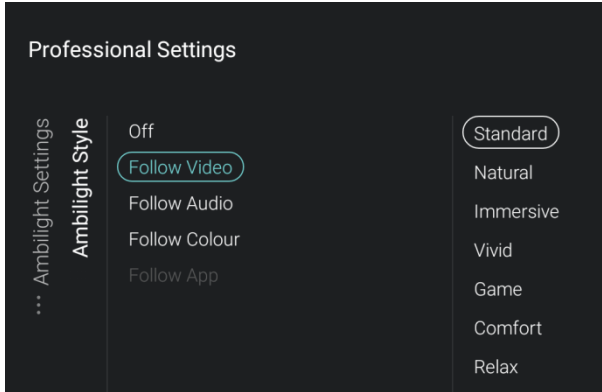 Professional Settings
... Ambilight Settings
Ambilight Style
Off
Follow Video
Follow Audio
Follow Colour
Follow App
Standard
Natural
Immersive
Vivid
Game
Comfort
Relax